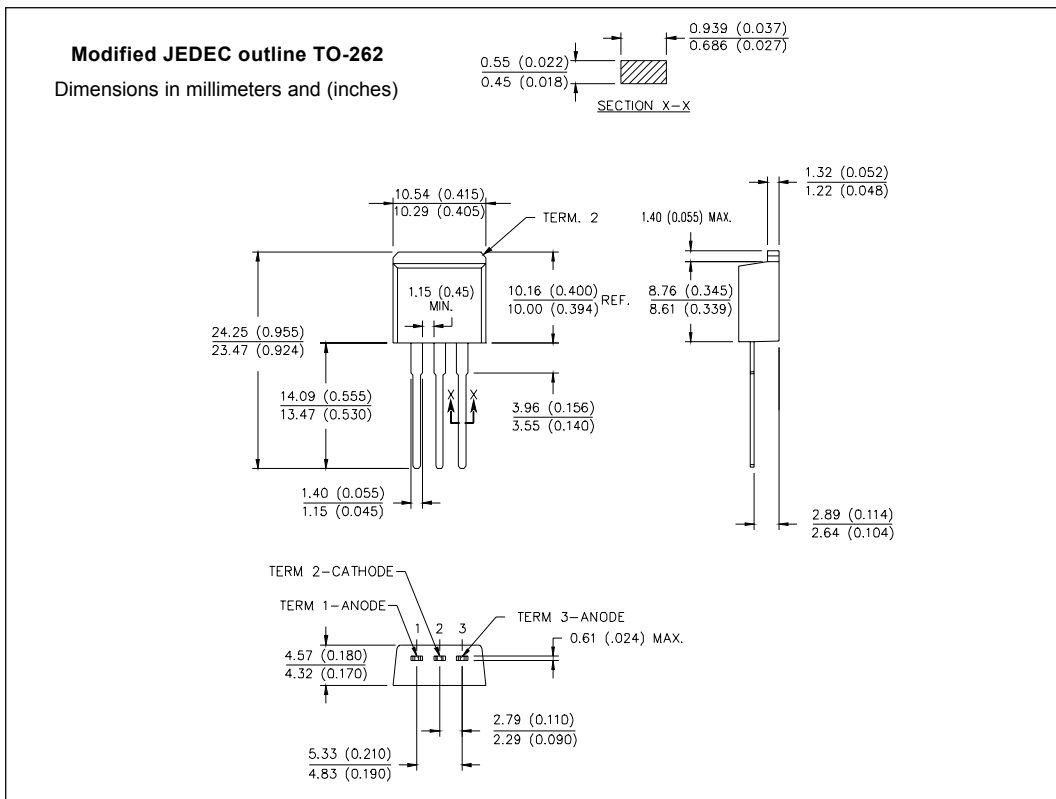 Modified JEDEC outline TO-262
Dimensions in millimeters and (inches)
0.939 (0.037)
0.686 (0.027)
0.55 (0.022)
0.45 (0.018)
SECTION X-X
10.54 (0.415)
10.29 (0.405)
TERM. 2
1.32 (0.052)
1.22 (0.048)
1.40 (0.055) MAX.
1.15 (0.45)
MIN.
10.16 (0.400)
10.00 (0.394)
REF.
8.76 (0.345)
8.61 (0.339)
24.25 (0.955)
23.47 (0.924)
14.09 (0.555)
13.47 (0.530)
X X
3.96 (0.156)
3.55 (0.140)
1.40 (0.055)
1.15 (0.045)
2.89 (0.114)
2.64 (0.104)
TERM 2-CATHODE
TERM 1-ANODE
TERM 3-ANODE
1 2 3
0.61 (.024) MAX.
4.57 (0.180)
4.32 (0.170)
2.79 (0.110)
2.29 (0.090)
5.33 (0.210)
4.83 (0.190)